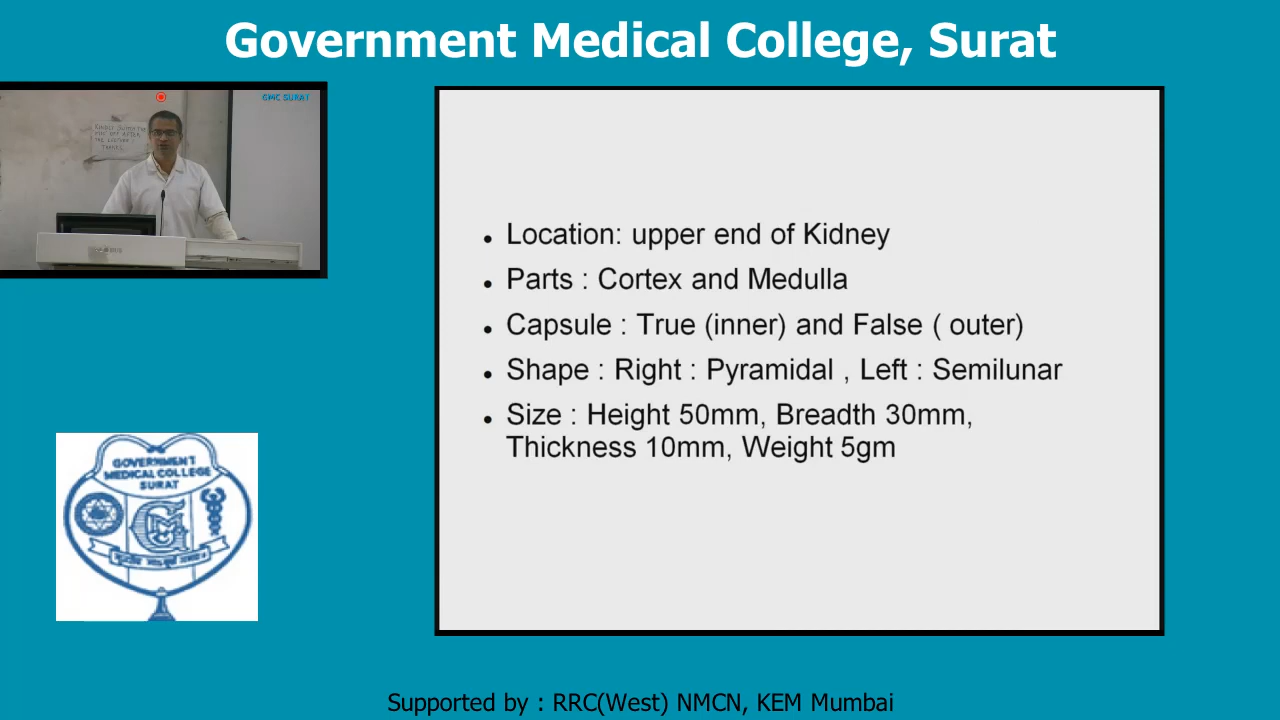 Government Medical College, Surat
GMC SURAT
• Location: upper end of Kidney
• Parts : Cortex and Medulla
• Capsule : True (inner) and False ( outer)
• Shape : Right : Pyramidal , Left : Semilunar
• Size : Height 50mm, Breadth 30mm,
Thickness 10mm, Weight 5gm
GOVERNMENT
MEDICAL COLLEGE
SURAT
Supported by : RRC(West) NMCN, KEM Mumbai